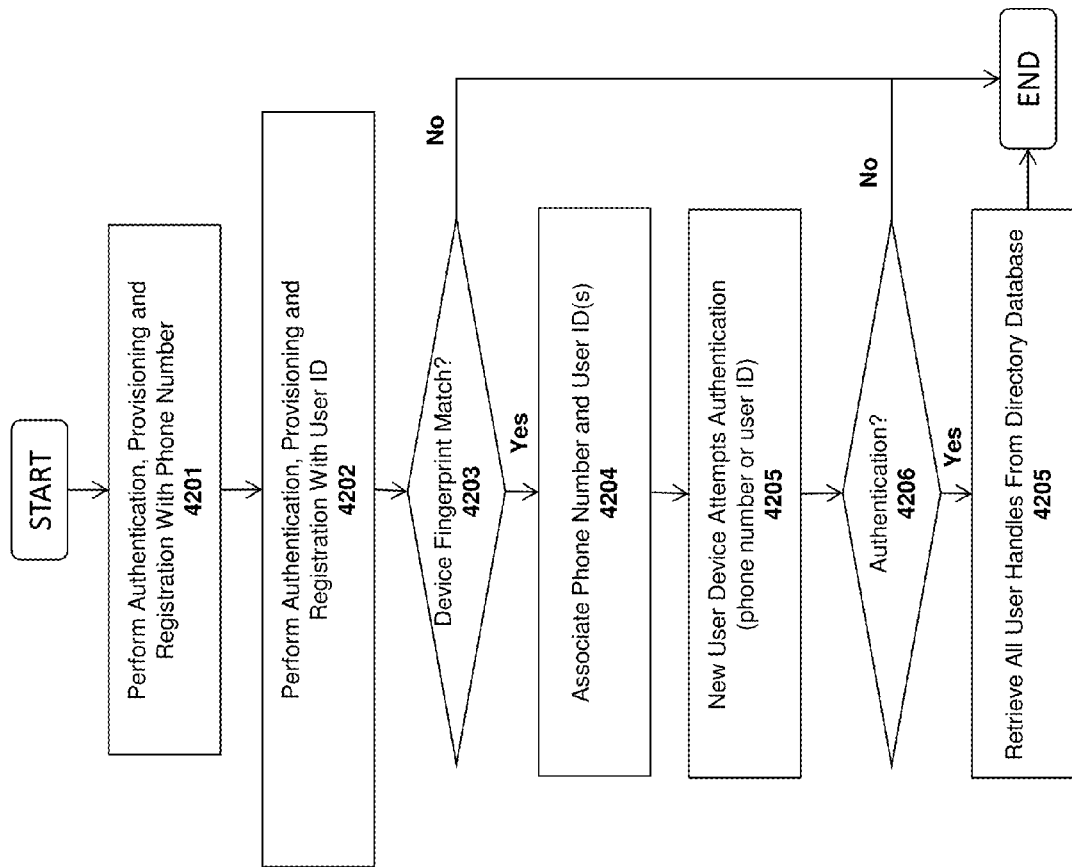 START
Perform Authentication, Provisioning and
Registration With Phone Number
4201
Perform Authentication, Provisioning and
Registration With User ID
4202
Device Fingerprint Match?
4203
No
Yes
Associate Phone Number and User ID(s)
4204
New User Device Attempts Authentication
(phone number or user ID)
4205
Authentication?
4206
No
Yes
Retrieve All User Handles From Directory Database
4205
END